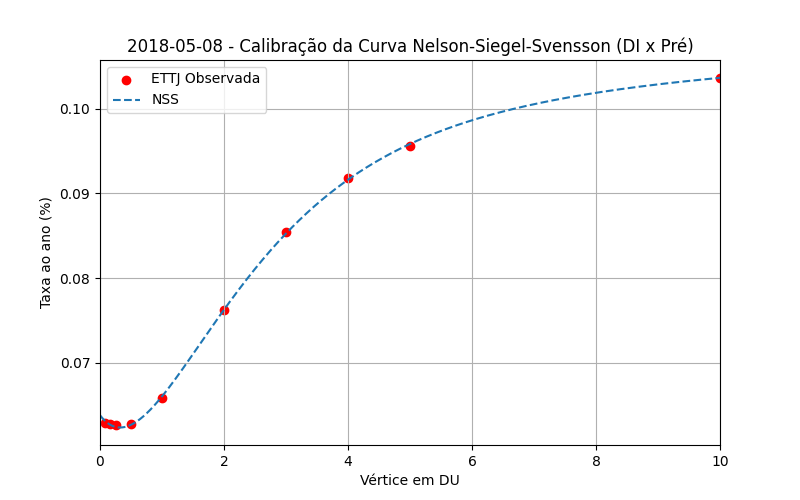 2018-05-08 - Calibração da Curva Nelson-Siegel-Svensson (DI x Pré)
ETTJ Observada
NSS
Taxa ao ano (%)
0.10
0.09
0.08
0.07
0 2 4 6 8 10
Vértice em DU